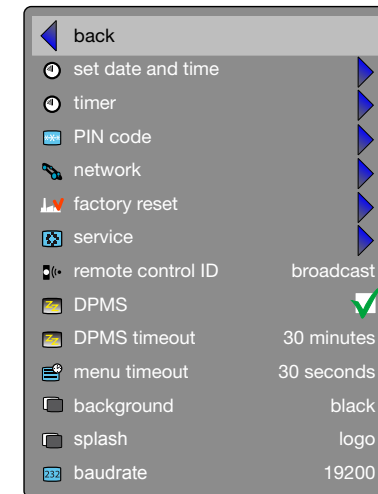 back
set date and time
timer
PIN code
network
factory reset
service
remote control ID broadcast
DPMS
DPMS timeout 30 minutes
menu timeout 30 seconds
background black
splash logo
232 baudrate 19200